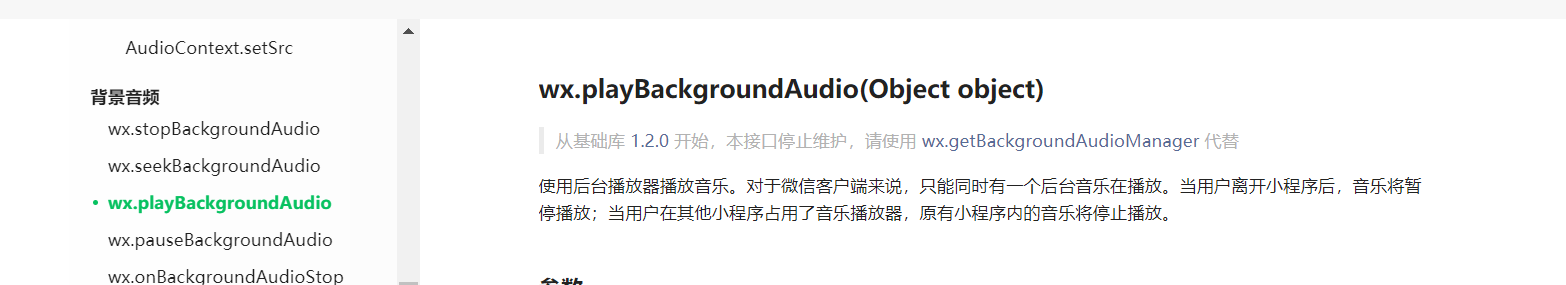 AudioContext.setSrc
背景音频
wx.stopBackgroundAudio
wx.seekBackgroundAudio
wx.playBackgroundAudio
wx.pauseBackgroundAudio
wx.onBackgroundAudioStop
wx.playBackgroundAudio(Object object)
从基础库 1.2.0 开始，本接口停止维护，请使用 wx.getBackgroundAudioManager 代替
使用后台播放器播放音乐。对于微信客户端来说，只能同时有一个后台音乐在播放。当用户离开小程序后，音乐将暂
停播放；当用户在其他小程序占用了音乐播放器，原有小程序内的音乐将停止播放。
参数